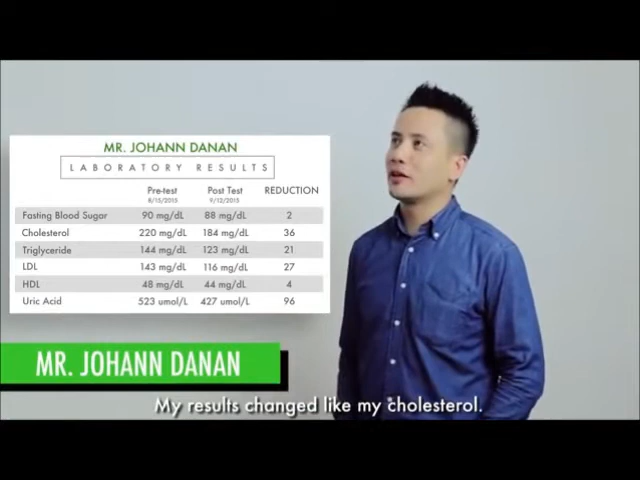 MR. JOHANN DANAN
LABORATORY RESULTS
Pre-test Post Test REDUCTION
8/15/2015 9/12/2015
Fasting Blood Sugar 90 mg/dL 88 mg/dL 2
Cholesterol 220 mg/dL 184 mg/dL 36
Triglyceride 144 mg/dL 123 mg/dL 21
LDL 143 mg/dL 116 mg/dL 27
HDL 48 mg/dL 44 mg/dL 4
Uric Acid 523 umol/L 427 umol/L 96
MR. JOHANN DANAN
My results changed like my cholesterol.